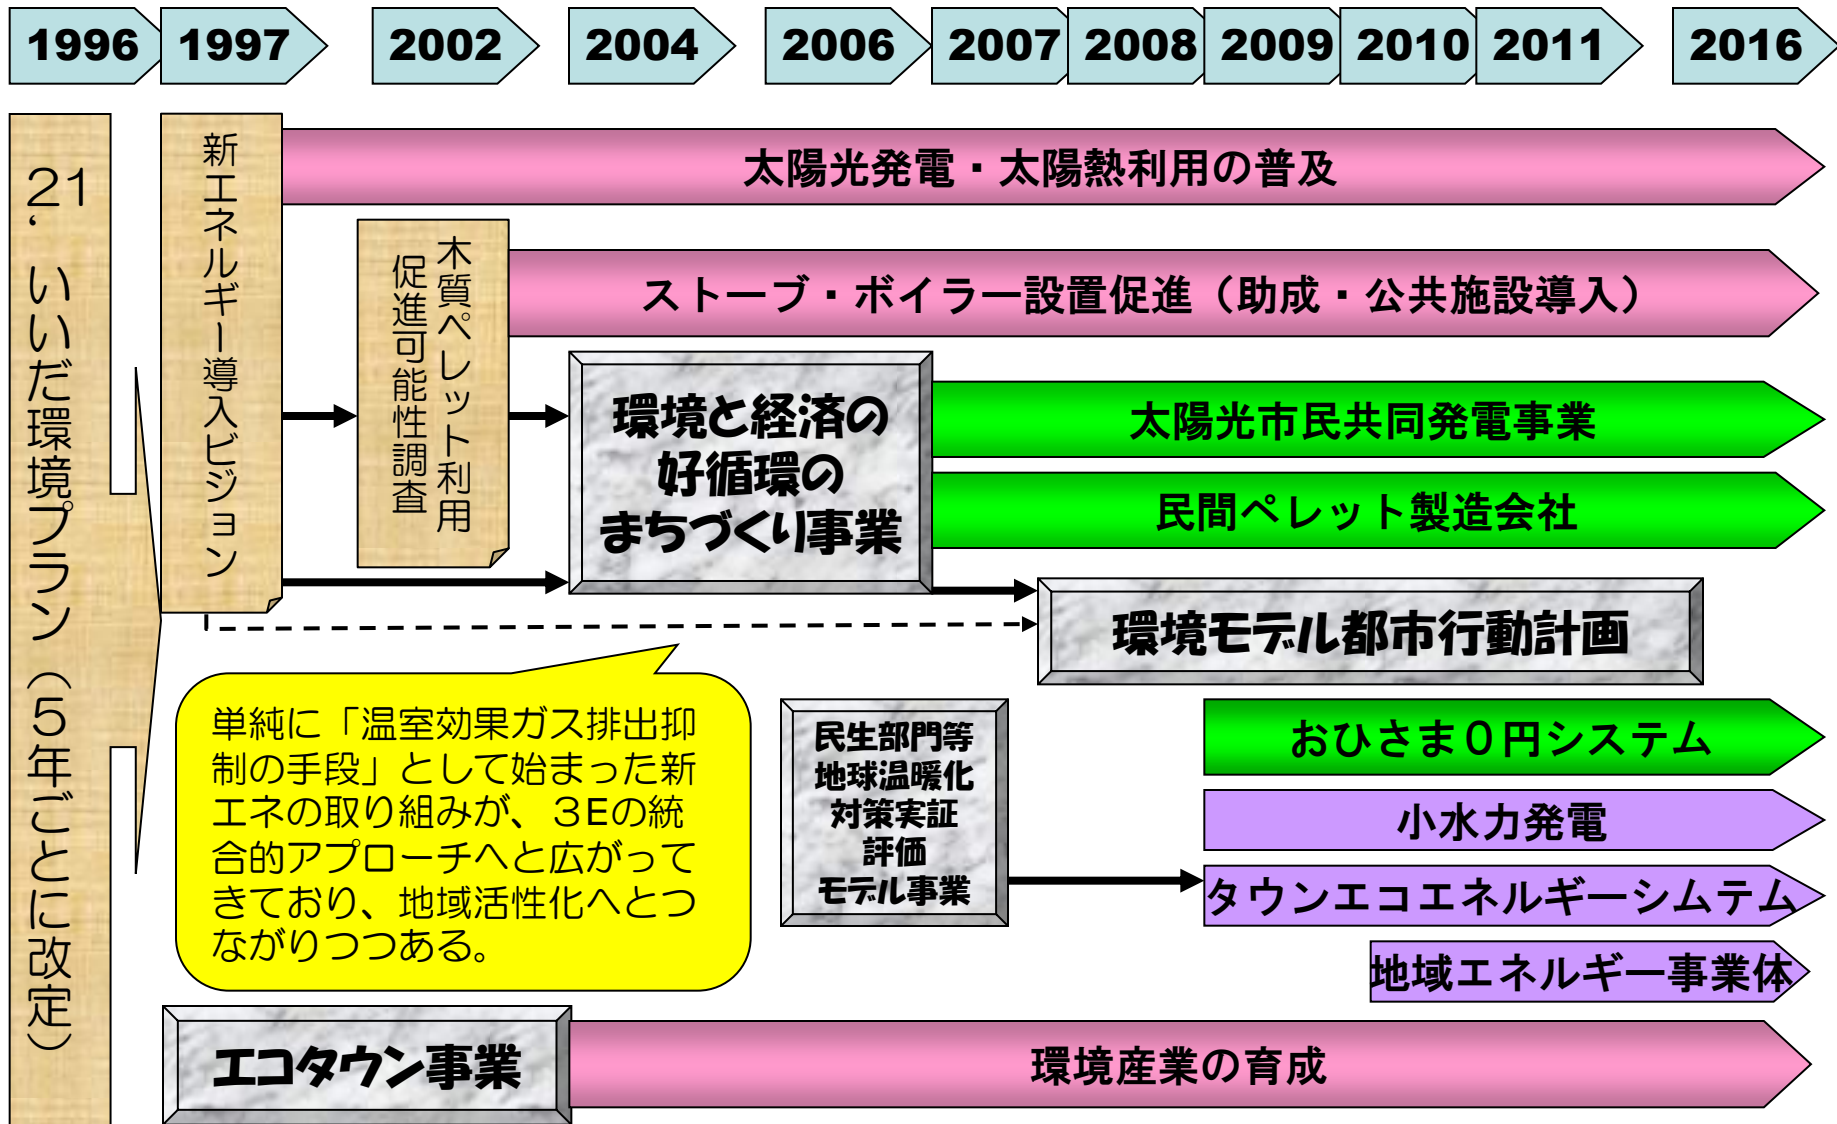 1996
1997
2002
2004
2006
2007
2008
2009
2010
2011
2016
21‘いいだ環境プラン（５年ごとに改定）
新エネルギー導入ビジョン
太陽光発電・太陽熱利用の普及
木質ペレット利用
促進可能性調査
ストーブ・ボイラー設置促進（助成・公共施設導入）
環境と経済の
好循環の
まちづくり事業
太陽光市民共同発電事業
民間ペレット製造会社
環境モデル都市行動計画
単純に「温室効果ガス排出抑
制の手段」として始まった新
エネの取り組みが、３Eの統
合的アプローチへと広がって
きており、地域活性化へとつ
ながりつつある。
民生部門等
地球温暖化
対策実証
評価
モデル事業
おひさま０円システム
小水力発電
タウンエコエネルギーシムテム
地域エネルギー事業体
エコタウン事業
環境産業の育成